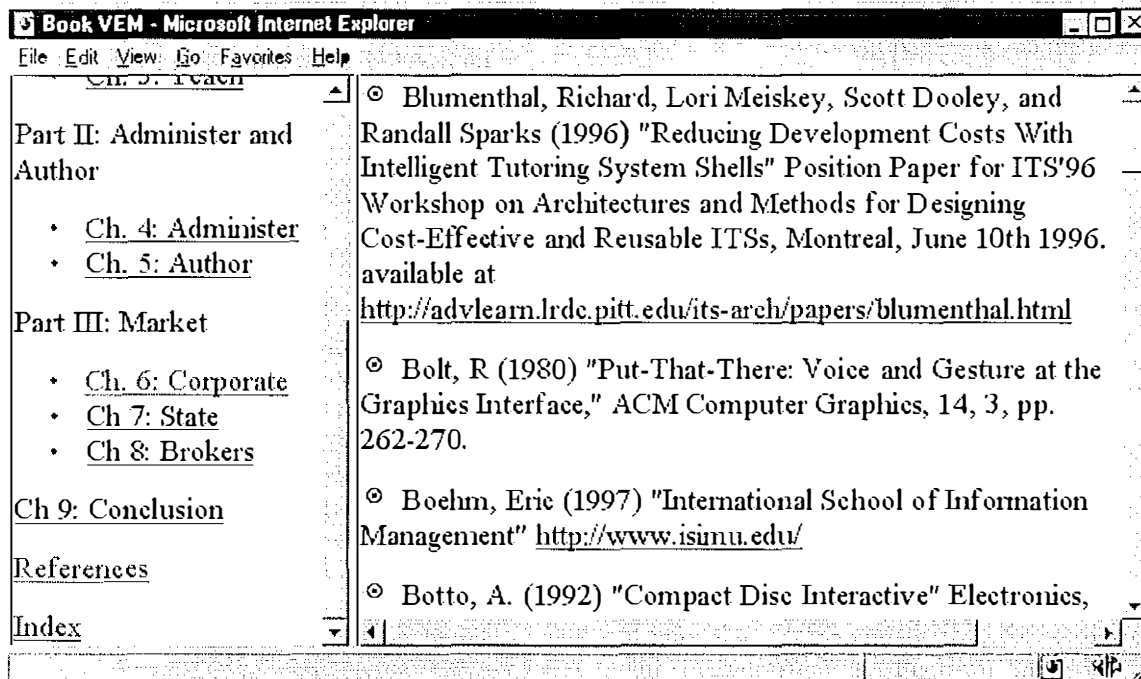 Book VEM - Microsoft Internet Explorer
File Edit View Go Favorites Help
Ch. 3: Teach
Part II: Administer and
Author
• Ch. 4: Administer
• Ch. 5: Author
Part III: Market
• Ch. 6: Corporate
• Ch 7: State
• Ch 8: Brokers
Ch 9: Conclusion
References
Index
Blumenthal, Richard, Lori Meiskey, Scott Dooley, and
Randall Sparks (1996) "Reducing Development Costs With
Intelligent Tutoring System Shells" Position Paper for ITS'96
Workshop on Architectures and Methods for Designing
Cost-Effective and Reusable ITSs, Montreal, June 10th 1996.
available at
http://advlearn.lrdc.pitt.edu/its-arch/papers/blumenthal.html
Bolt, R (1980) "Put-That-There: Voice and Gesture at the
Graphics Interface," ACM Computer Graphics, 14, 3, pp.
262-270.
Boehm, Eric (1997) "International School of Information
Management" http://www.isimu.edu/
Botto, A. (1992) "Compact Disc Interactive" Electronics,